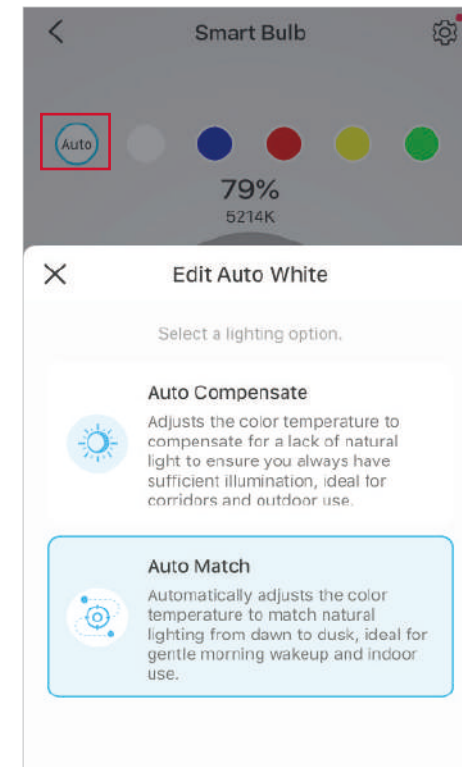 Smart Bulb
Auto
79%
5214K
Edit Auto White
Select a lighting option.
Auto Compensate
Adjusts the color temperature to
compensate for a lack of natural
light to ensure you always have
sufficient illumination, ideal for
corridors and outdoor use.
Auto Match
Automatically adjusts the color
temperature to match natural
lighting from dawn to dusk, ideal for
gentle morning wakeup and indoor
use.